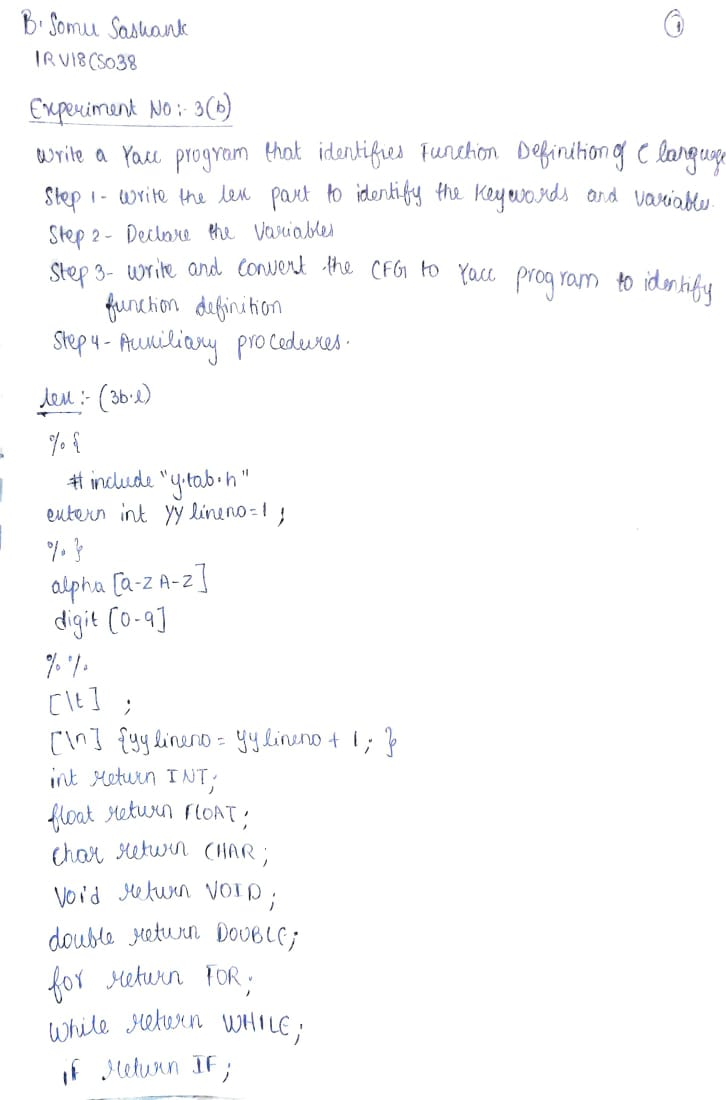 B. Somu Sashank
①
1RV18CS038
Experiment No :- 3(b)
Write a Yacc program that identifies Function Definition of C language
Step 1 - Write the lex part to identify the Keywords and variables.
Step 2 - Declare the Variables
Step 3 - Write and Convert the CFG to Yacc program to identify
function definition
Step 4 - Auxiliary procedures.
lex :- (3b.l)
%{
#include "y.tab.h"
extern int yylineno=1;
%}
alpha [a-zA-Z]
digit [0-9]
%%
[\t] ;
[\n] {yylineno = yylineno + 1; }
int return INT;
float return FLOAT;
char return CHAR;
void return VOID;
double return DOUBLE;
for return FOR;
while return WHILE;
if return IF;